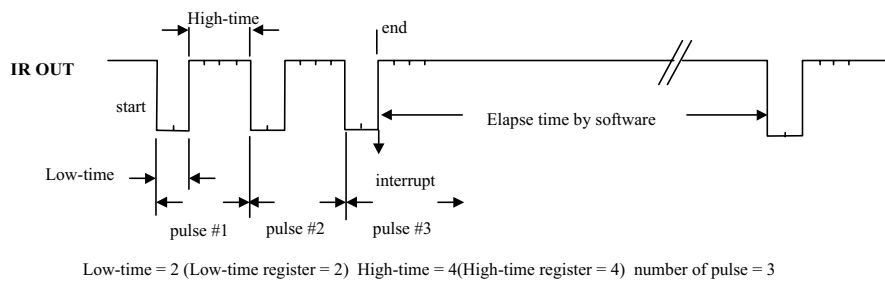 High-time
end
IR OUT
start
Elapse time by software
Low-time
interrupt
pulse #1
pulse #2
pulse #3
Low-time = 2 (Low-time register = 2) High-time = 4(High-time register = 4) number of pulse = 3